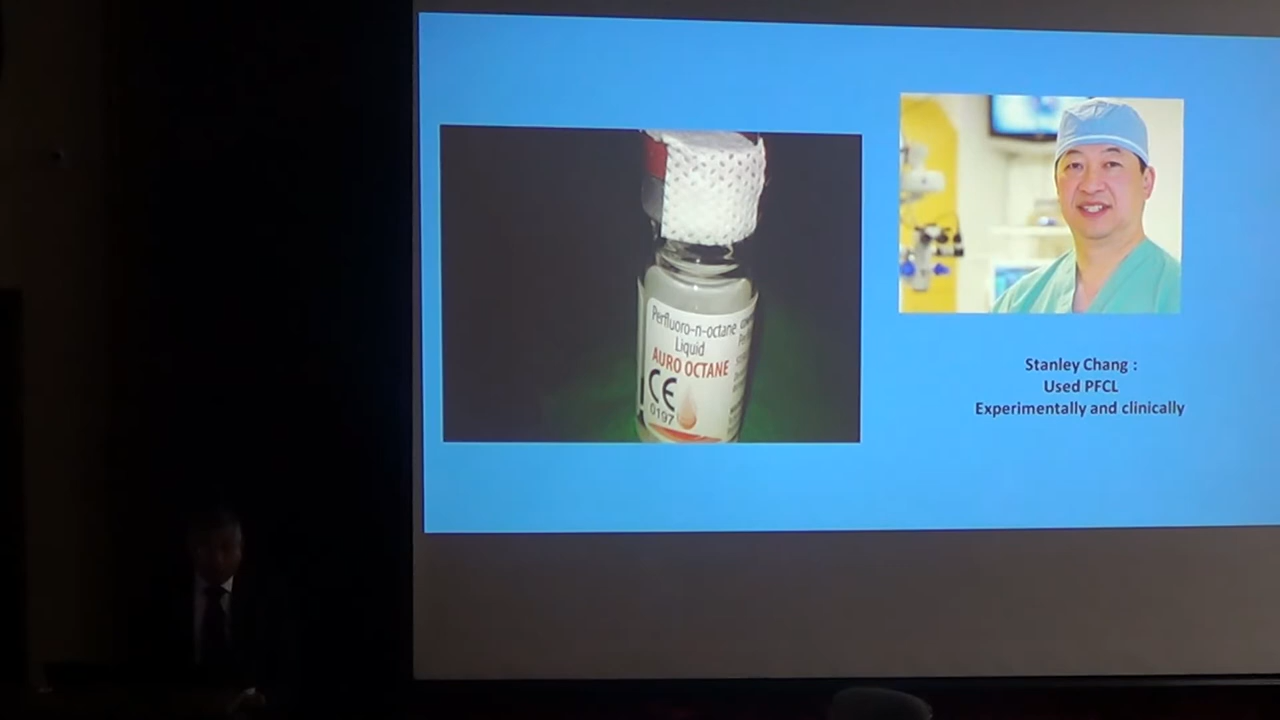 Perfluoro-n-octane
Liquid
AURO OCTANE
CE
0197
Stanley Chang :
Used PFCL
Experimentally and clinically